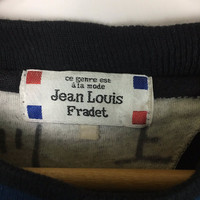 ce genre est
à la mode
Jean Louis
Fradet